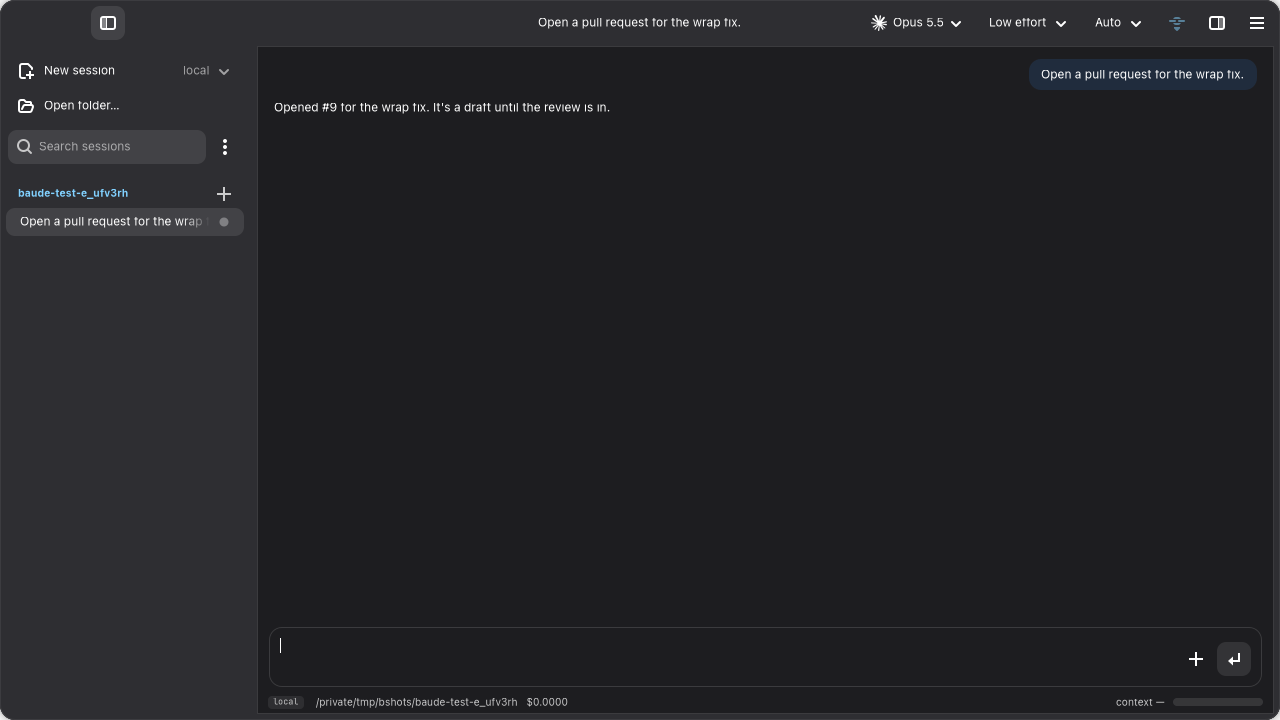 Open a pull request for the wrap fix.
Opus 5.5
Low effort
Auto
New session
local
Open folder...
Search sessions
baude-test-e_ufv3rh
Open a pull request for the wrap
Open a pull request for the wrap fix.
Opened #9 for the wrap fix. It's a draft until the review is in.
local
/private/tmp/bshots/baude-test-e_ufv3rh
$0.0000
context —